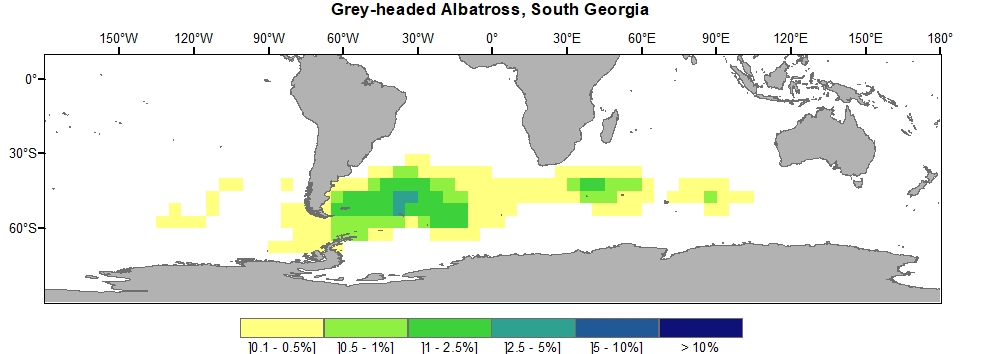 Grey-headed Albatross, South Georgia
150°W 120°W 90°W 60°W 30°W 0° 30°E 60°E 90°E 120°E 150°E 180°
0°
30°S
60°S
]0.1 - 0.5%] ]0.5 - 1%] ]1 - 2.5%] ]2.5 - 5%] ]5 - 10%] > 10%